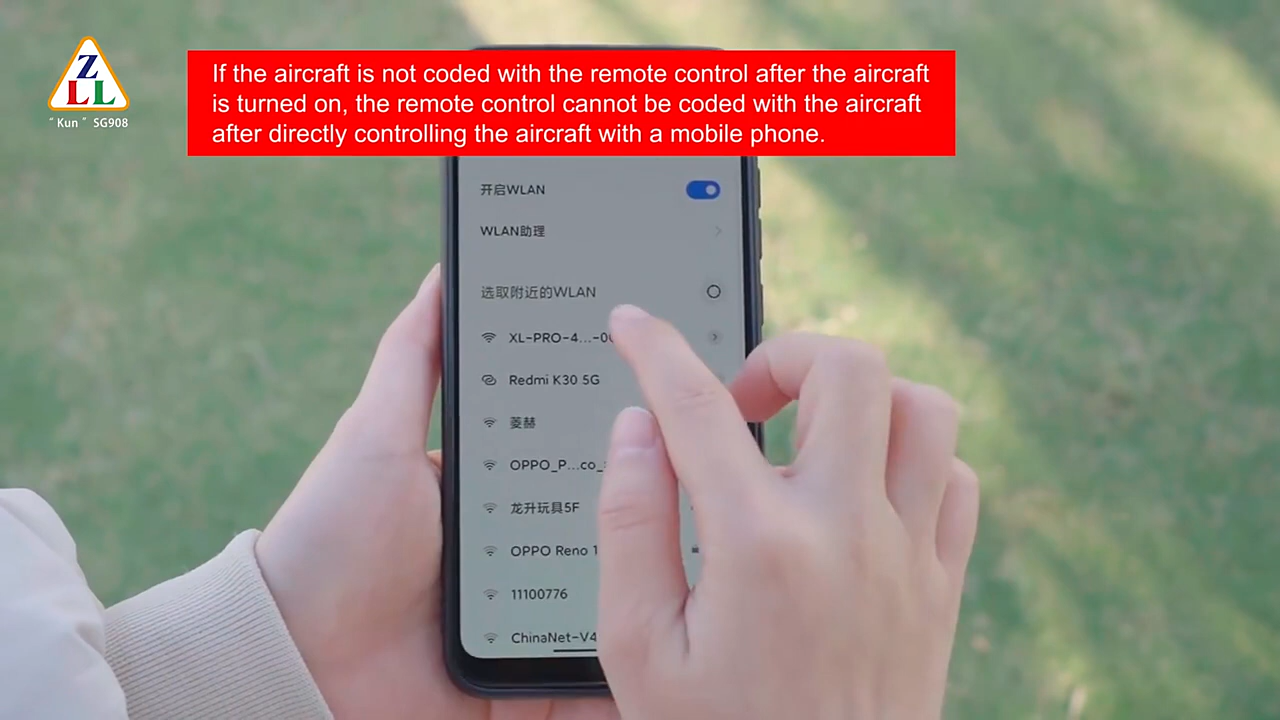 Z
LL
“Kun” SG908
If the aircraft is not coded with the remote control after the aircraft
is turned on, the remote control cannot be coded with the aircraft
after directly controlling the aircraft with a mobile phone.
开启WLAN
WLAN助理
选取附近的WLAN
XL-PRO-4...-0
Redmi K30 5G
菱赫
OPPO_P...co_
龙升玩具5F
OPPO Reno 1
11100776
ChinaNet-V4